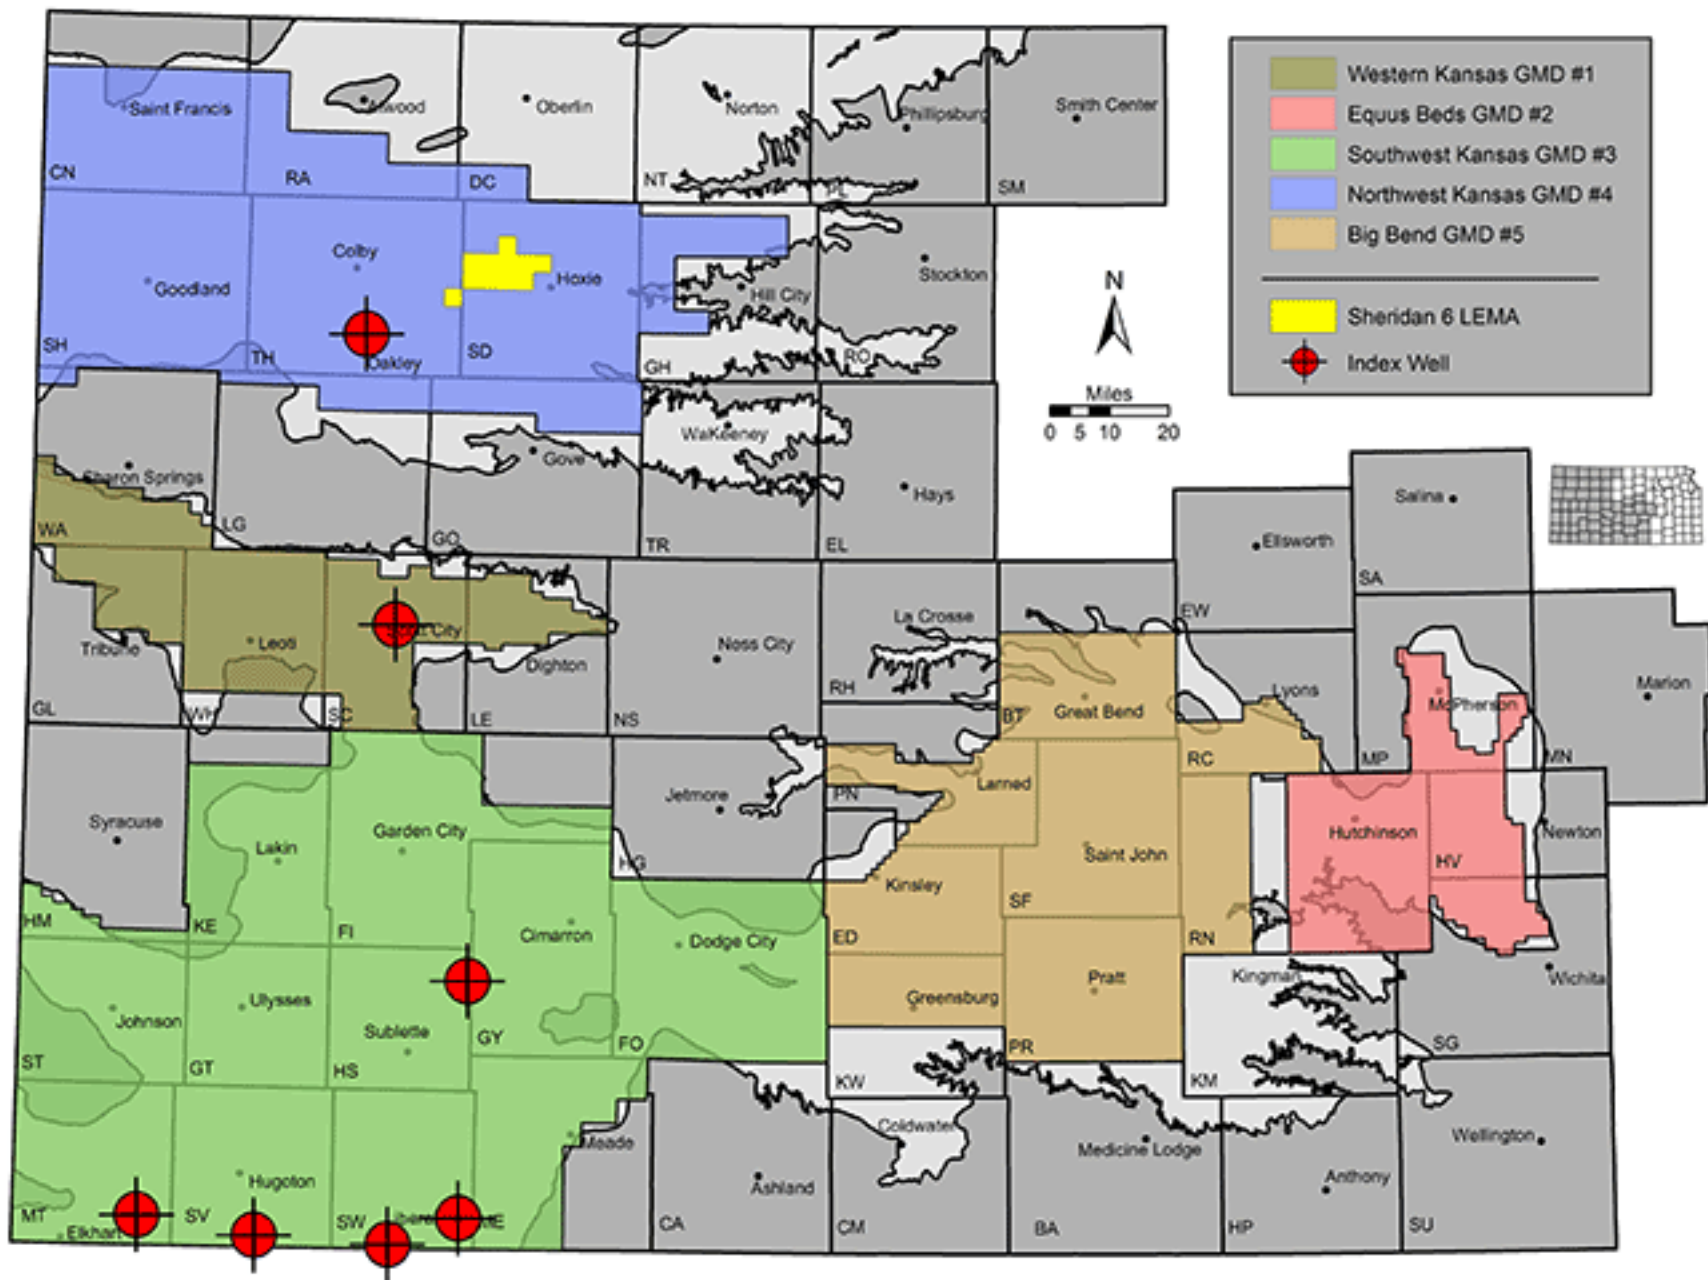 Western Kansas GMD #1
Equus Beds GMD #2
Southwest Kansas GMD #3
Northwest Kansas GMD #4
Big Bend GMD #5
Sheridan 6 LEMA
Index Well
N
Miles
0 5 10 20
Saint Francis
Oberlin
Norton
Phillipsburg
Smith Center
CN
RA
DC
NT
SM
Colby
Goodland
Hoxie
Hill City
Stockton
SH
TH
Oakley
SD
GH
RO
WaKeeney
Gove
Hays
Sharon Springs
WA
LG
GO
TR
EL
Salina
Ellsworth
SA
EW
Tribune
Leoti
City
Dighton
Ness City
La Crosse
Great Bend
Lyons
McPherson
Marion
GL
WH
SC
LE
NS
RH
BT
RC
MP
MN
Syracuse
Lakin
Garden City
Jetmore
PN
Larned
Saint John
Hutchinson
HV
Newton
HG
Kinsley
HM
KE
FI
Cimarron
Dodge City
ED
SF
RN
Johnson
Ulysses
Sublette
Greensburg
Pratt
Kingman
Wichita
ST
GT
HS
GY
FO
KW
PR
KM
SG
Hugoton
Meade
Ashland
Coldwater
Medicine Lodge
Anthony
Wellington
MT
Elkhart
SV
SW
ME
CA
CM
BA
HP
SU